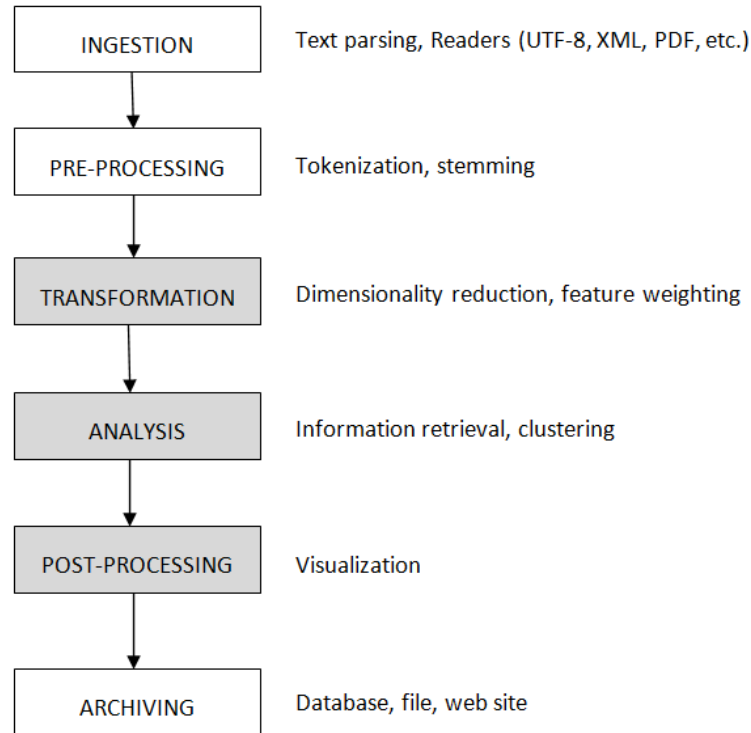 INGESTION
Text parsing, Readers (UTF-8, XML, PDF, etc.)
PRE-PROCESSING
Tokenization, stemming
TRANSFORMATION
Dimensionality reduction, feature weighting
ANALYSIS
Information retrieval, clustering
POST-PROCESSING
Visualization
ARCHIVING
Database, file, web site